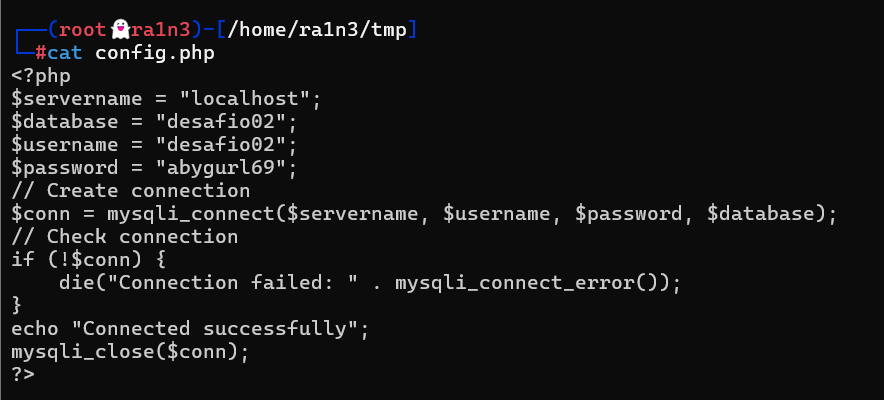 ┌──(root👻ra1n3)-[/home/ra1n3/tmp]
└─#cat config.php
<?php
$servername = "localhost";
$database = "desafio02";
$username = "desafio02";
$password = "abygurl69";
// Create connection
$conn = mysqli_connect($servername, $username, $password, $database);
// Check connection
if (!$conn) {
    die("Connection failed: " . mysqli_connect_error());
}
echo "Connected successfully";
mysqli_close($conn);
?>